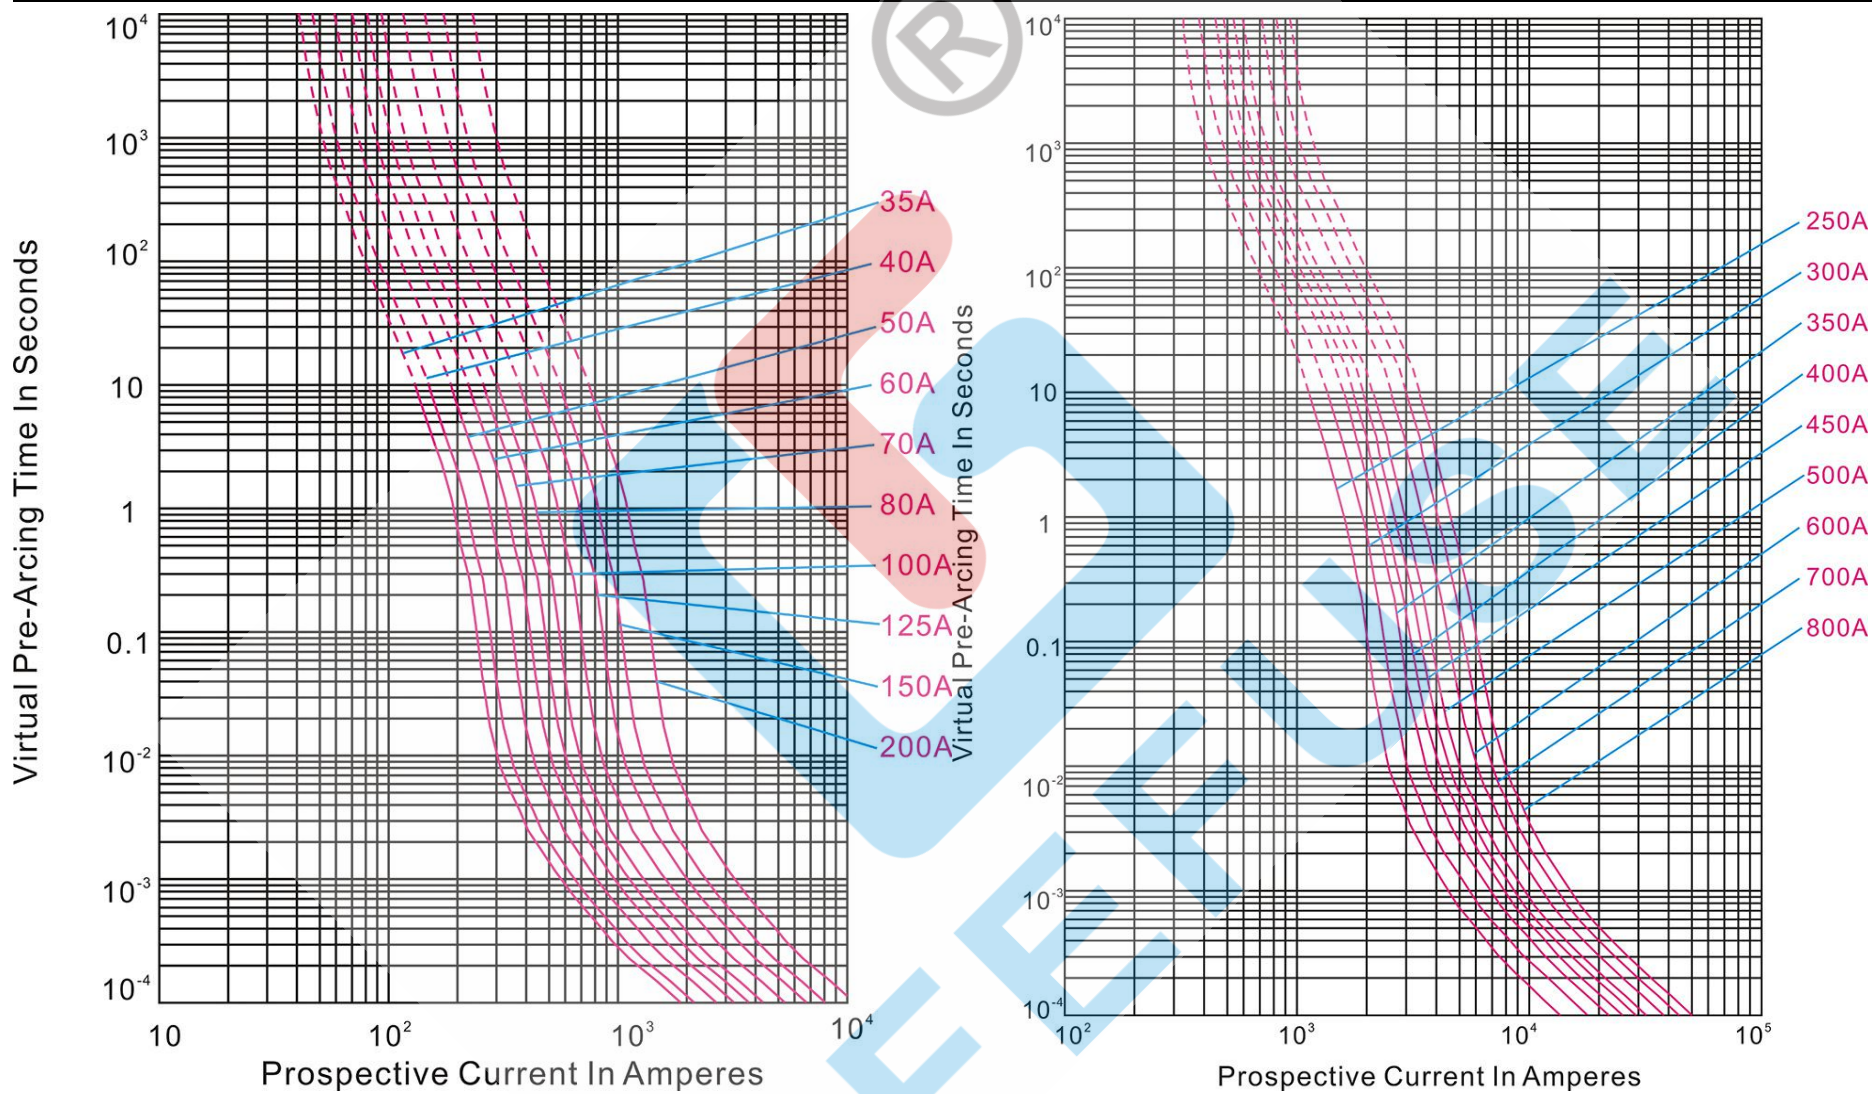 Virtual Pre-Arcing Time In Seconds
10⁴
10³
10²
10
1
0.1
10⁻²
10⁻³
10⁻⁴
10 10² 10³ 10⁴
Prospective Current In Amperes
35A
40A
50A
60A
70A
80A
100A
125A
150A
200A
®
Virtual Pre-Arcing Time In Seconds
10⁴
10³
10²
10
1
0.1
10⁻²
10⁻³
10⁻⁴
10² 10³ 10⁴ 10⁵
Prospective Current In Amperes
250A
300A
350A
400A
450A
500A
600A
700A
800A
EFUSE